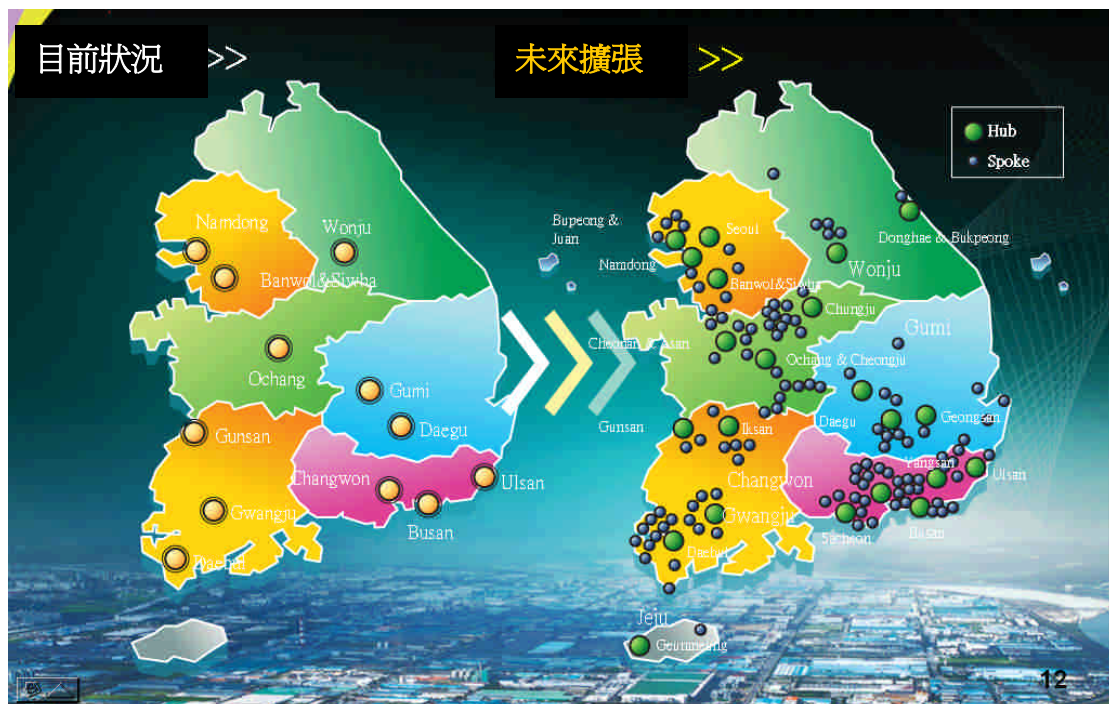 目前狀況 >>
未來擴張 >>
Hub
Spoke
Namdong
Wonju
Banwol&Siwha
Ochang
Gumi
Daegu
Gunsan
Changwon
Ulsan
Gwangju
Busan
Daebul
Bupeong &
Juan
Seoul
Donghae & Bukpeong
Namdong
Wonju
Banwol&Siwha
Chungju
Gumi
Cheonan & Asan
Ochang & Cheongju
Gunsan
Iksan
Daegu
Geongsan
Yangsan
Ulsan
Changwon
Gwangju
Sacheon
Busan
Daebul
Jeju
12